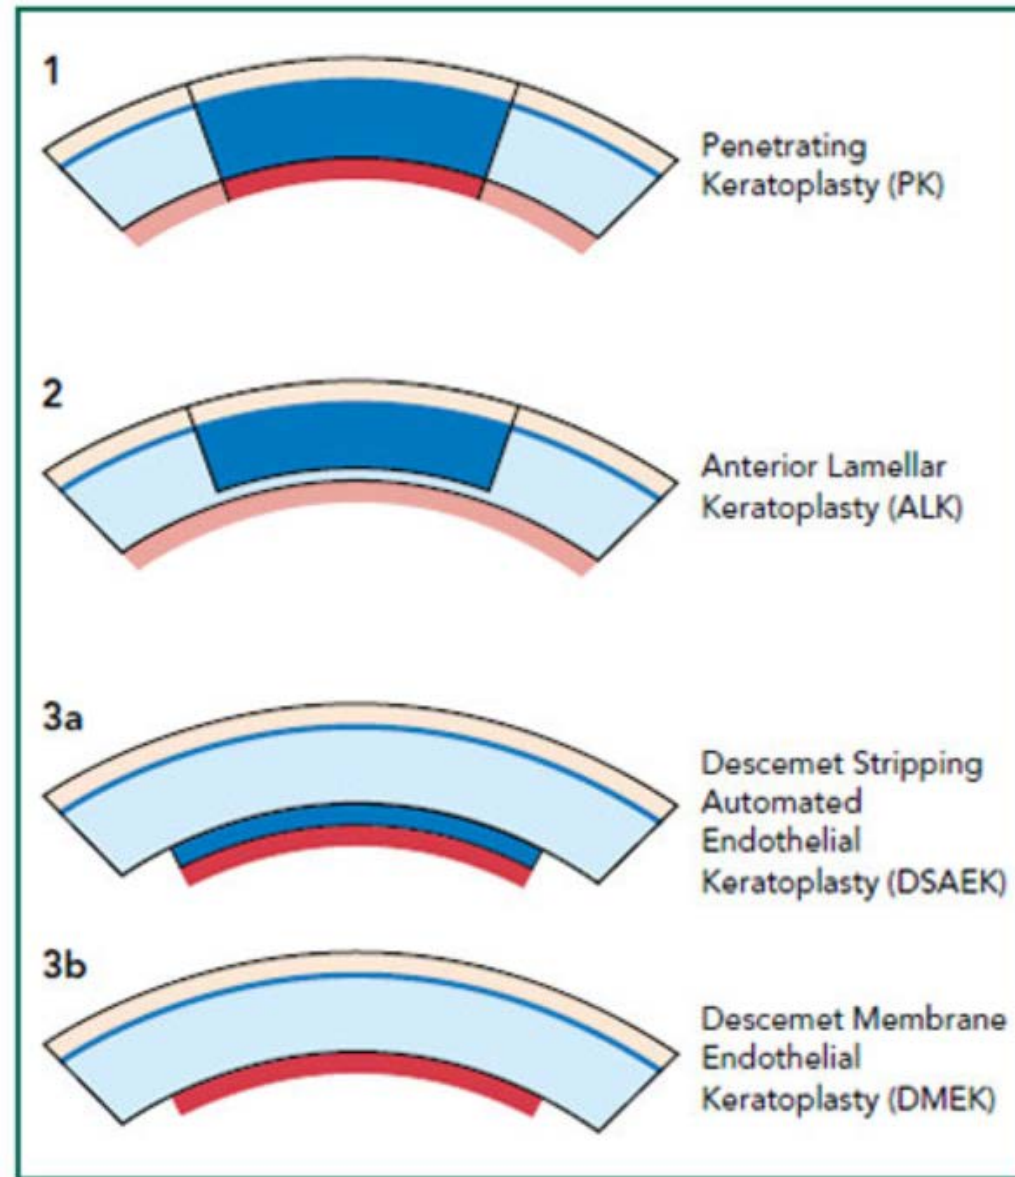 1
Penetrating
Keratoplasty (PK)
2
Anterior Lamellar
Keratoplasty (ALK)
3a
Descemet Stripping
Automated
Endothelial
Keratoplasty (DSAEK)
3b
Descemet Membrane
Endothelial
Keratoplasty (DMEK)